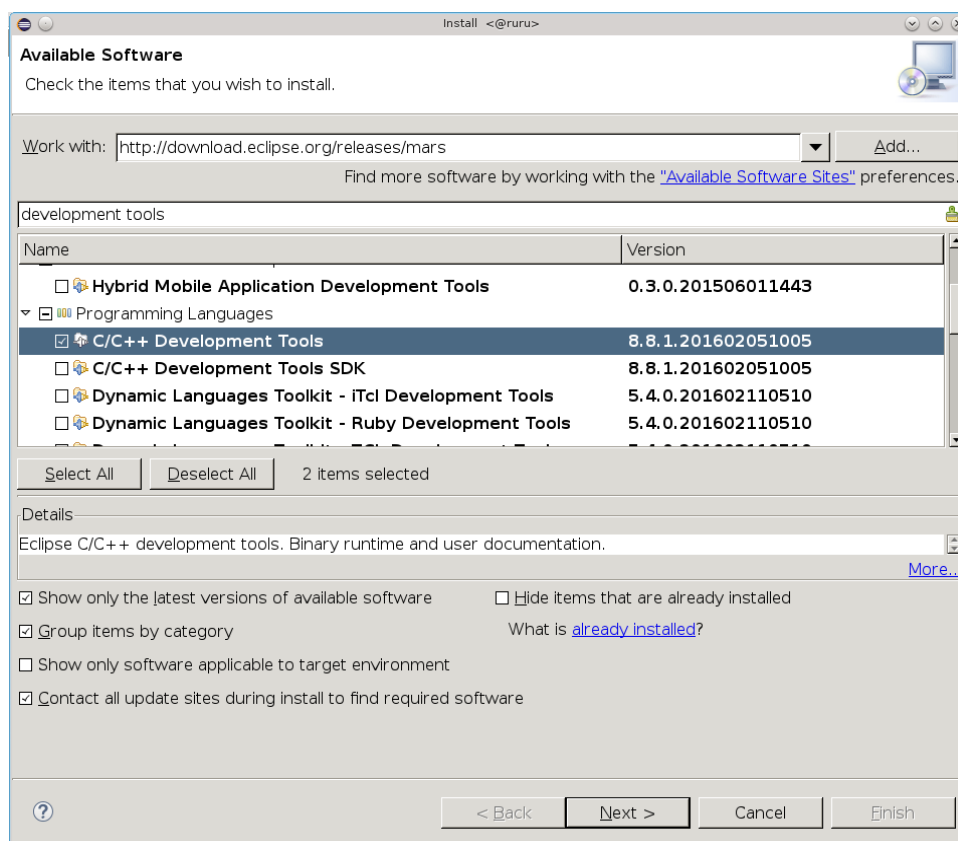 Install <@ruru>
Available Software
Check the items that you wish to install.
Work with: http://download.eclipse.org/releases/mars Add...
Find more software by working with the "Available Software Sites" preferences.
development tools
Name Version
Hybrid Mobile Application Development Tools 0.3.0.201506011443
Programming Languages
C/C++ Development Tools 8.8.1.201602051005
C/C++ Development Tools SDK 8.8.1.201602051005
Dynamic Languages Toolkit - iTcl Development Tools 5.4.0.201602110510
Dynamic Languages Toolkit - Ruby Development Tools 5.4.0.201602110510
Select All Deselect All 2 items selected
Details
Eclipse C/C++ development tools. Binary runtime and user documentation.
More...
Show only the latest versions of available software Hide items that are already installed
Group items by category What is already installed?
Show only software applicable to target environment
Contact all update sites during install to find required software
? < Back Next > Cancel Finish